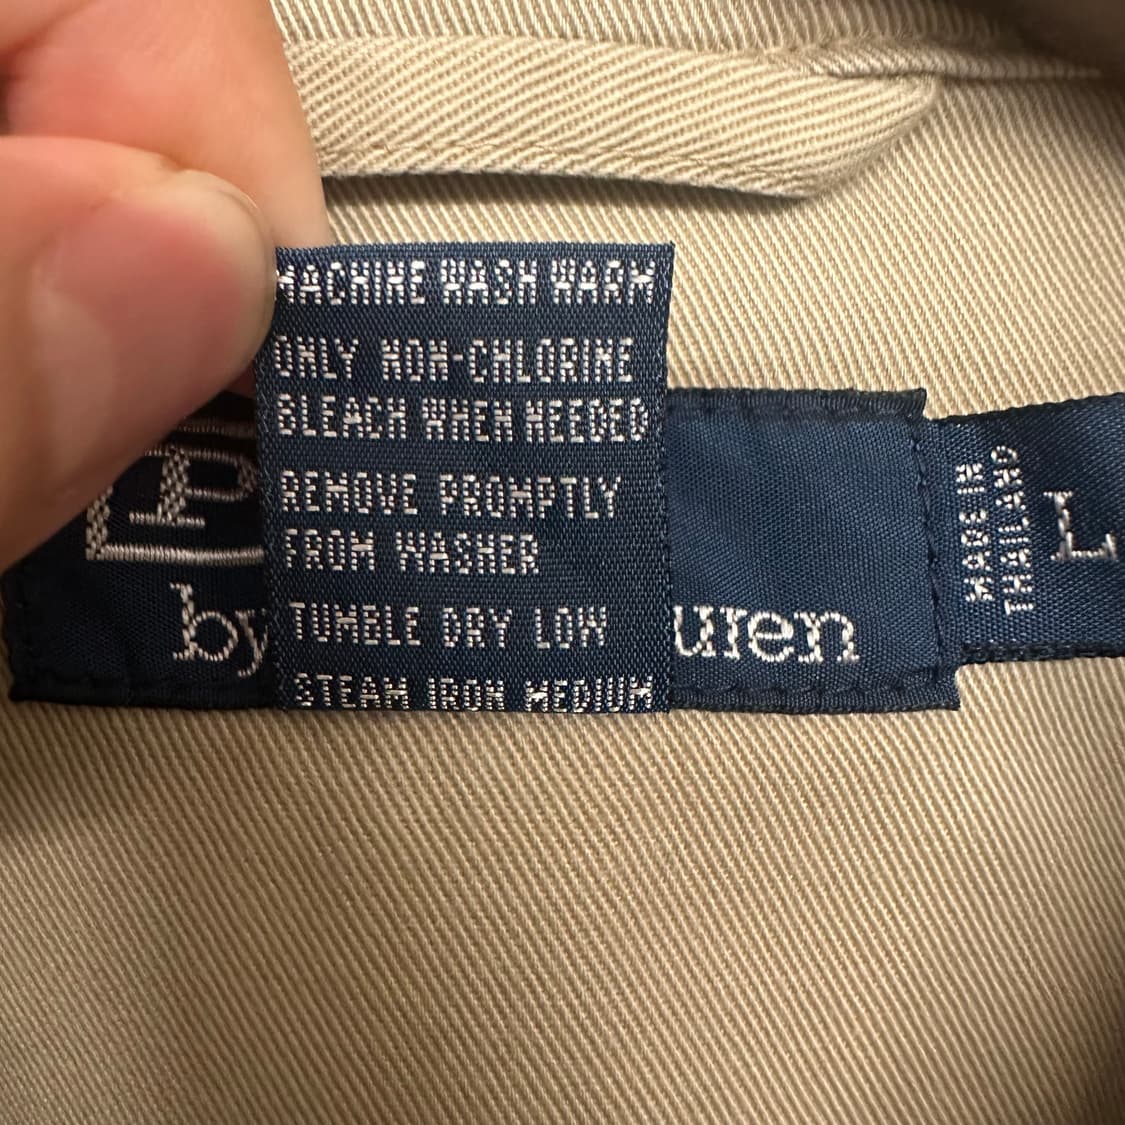 MACHINE WASH WARM
ONLY NON-CHLORINE
BLEACH WHEN NEEDED
REMOVE PROMPTLY
FROM WASHER
TUMBLE DRY LOW
STEAM IRON MEDIUM
P
by uren
MADE IN
THAILAND
L